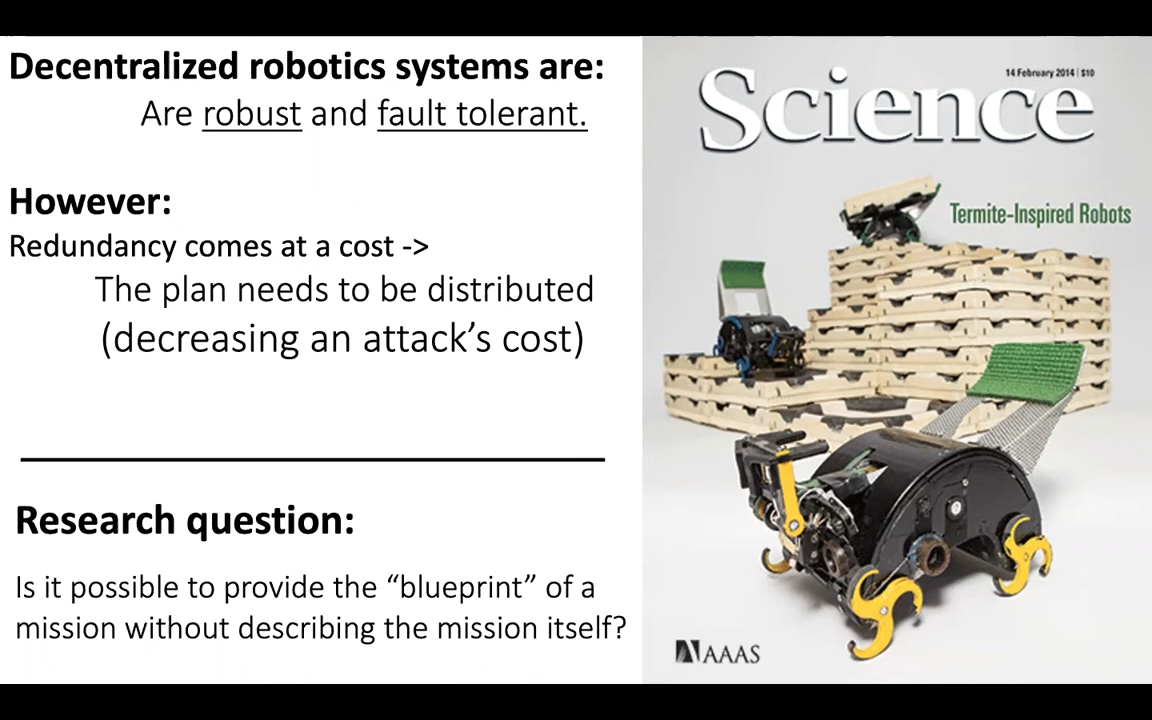 Decentralized robotics systems are:
Are robust and fault tolerant.
However:
Redundancy comes at a cost ->
The plan needs to be distributed
(decreasing an attack’s cost)
Research question:
Is it possible to provide the “blueprint” of a
mission without describing the mission itself?
14 February 2014 | $10
Science
Termite-Inspired Robots
AAAS